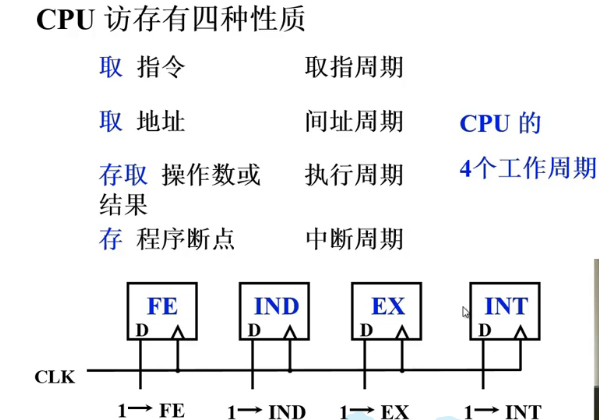 CPU 访存有四种性质
取 指令 取指周期
取 地址 间址周期 CPU 的
存取 操作数或 执行周期 4个工作周期
结果
存 程序断点 中断周期
FE IND EX INT
D D D D
CLK
1→ FE 1→ IND 1→ EX 1→ INT